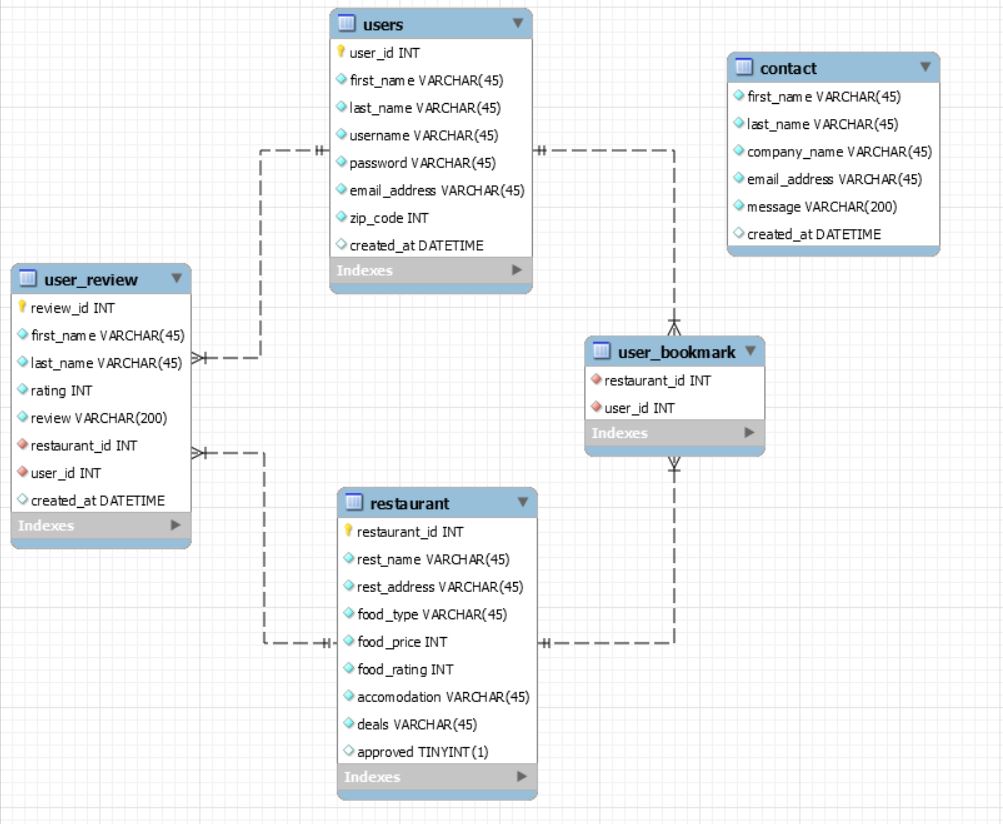 users
user_id INT
first_name VARCHAR(45)
last_name VARCHAR(45)
username VARCHAR(45)
password VARCHAR(45)
email_address VARCHAR(45)
zip_code INT
created_at DATETIME
Indexes
contact
first_name VARCHAR(45)
last_name VARCHAR(45)
company_name VARCHAR(45)
email_address VARCHAR(45)
message VARCHAR(200)
created_at DATETIME
user_review
review_id INT
first_name VARCHAR(45)
last_name VARCHAR(45)
rating INT
review VARCHAR(200)
restaurant_id INT
user_id INT
created_at DATETIME
Indexes
user_bookmark
restaurant_id INT
user_id INT
Indexes
restaurant
restaurant_id INT
rest_name VARCHAR(45)
rest_address VARCHAR(45)
food_type VARCHAR(45)
food_price INT
food_rating INT
accomodation VARCHAR(45)
deals VARCHAR(45)
approved TINYINT(1)
Indexes